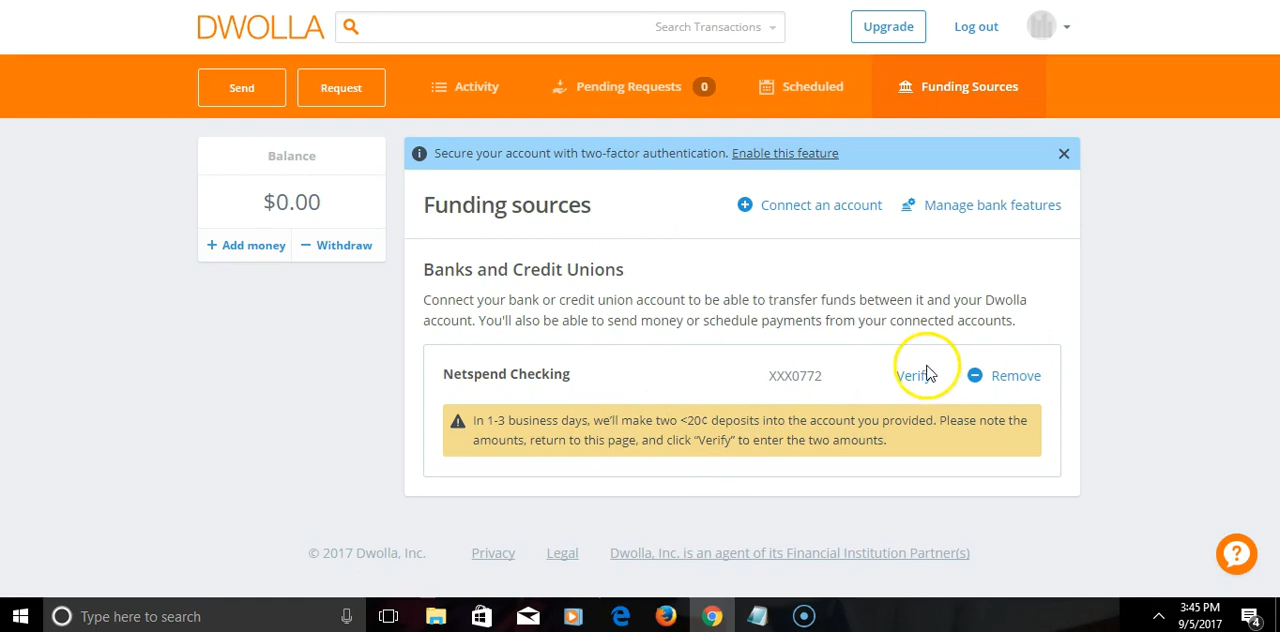 DWOLLA
Search Transactions
Upgrade
Log out
Send
Request
Activity
Pending Requests 0
Scheduled
Funding Sources
Balance
$0.00
+ Add money
− Withdraw
Secure your account with two-factor authentication. Enable this feature
Funding sources
Connect an account
Manage bank features
Banks and Credit Unions
Connect your bank or credit union account to be able to transfer funds between it and your Dwolla
account. You'll also be able to send money or schedule payments from your connected accounts.
Netspend Checking
XXX0772
Verify
Remove
In 1-3 business days, we'll make two <20¢ deposits into the account you provided. Please note the
amounts, return to this page, and click "Verify" to enter the two amounts.
© 2017 Dwolla, Inc.
Privacy
Legal
Dwolla, Inc. is an agent of its Financial Institution Partner(s)
Type here to search
3:45 PM
9/5/2017
4